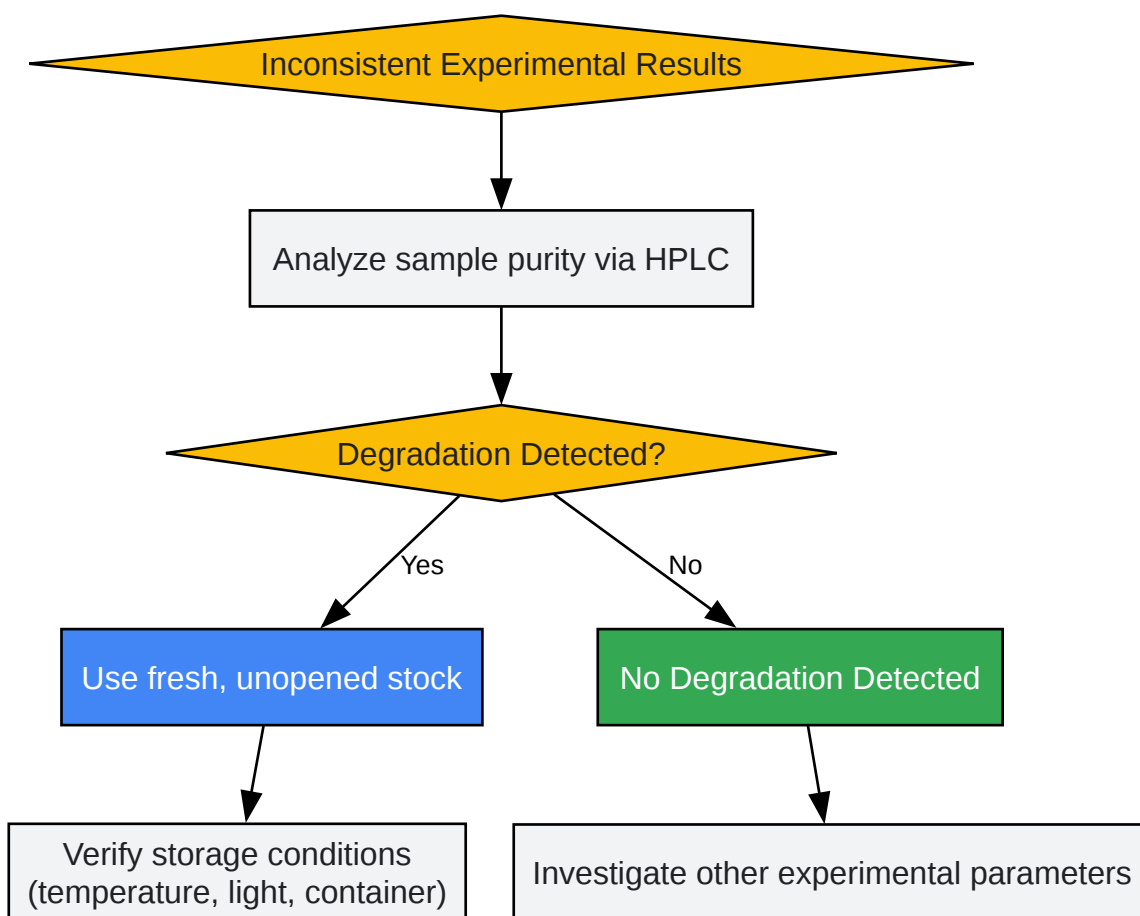 Inconsistent Experimental Results
Analyze sample purity via HPLC
Degradation Detected?
Yes
No
Use fresh, unopened stock
No Degradation Detected
Verify storage conditions
(temperature, light, container)
Investigate other experimental parameters